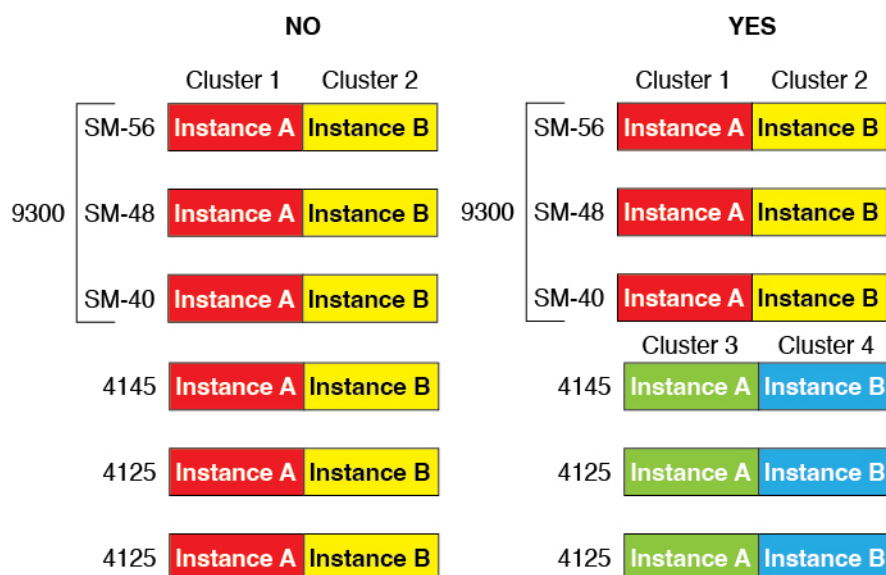 NO YES
Cluster 1 Cluster 2 Cluster 1 Cluster 2
SM-56 Instance A Instance B SM-56 Instance A Instance B
9300 SM-48 Instance A Instance B 9300 SM-48 Instance A Instance B
SM-40 Instance A Instance B SM-40 Instance A Instance B
Cluster 3 Cluster 4
4145 Instance A Instance B 4145 Instance A Instance B
4125 Instance A Instance B 4125 Instance A Instance B
4125 Instance A Instance B 4125 Instance A Instance B